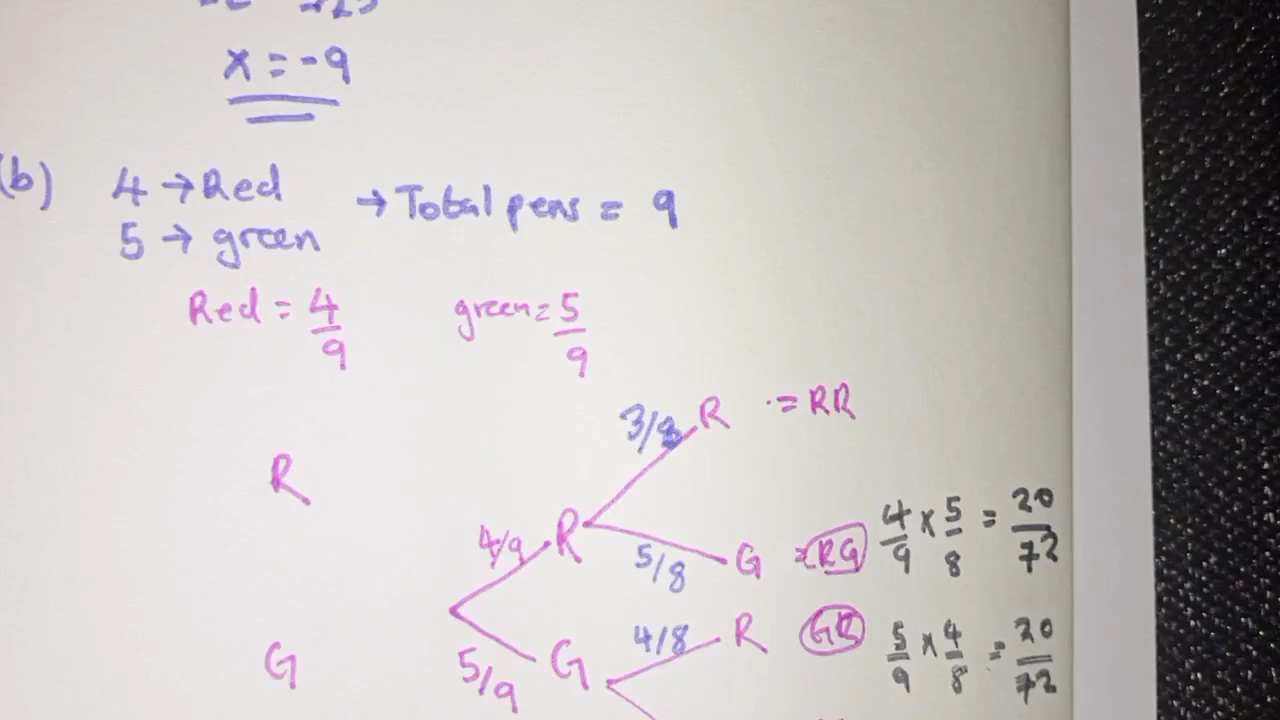 x = -9
(b) 4 → Red → Total pens = 9
5 → green
Red = 4/9 green = 5/9
3/8 R = RR
R
4/9 R 5/8 G = RG 4/9 × 5/8 = 20/72
4/8 R GR 5/9 × 4/8 = 20/72
G 5/9 G